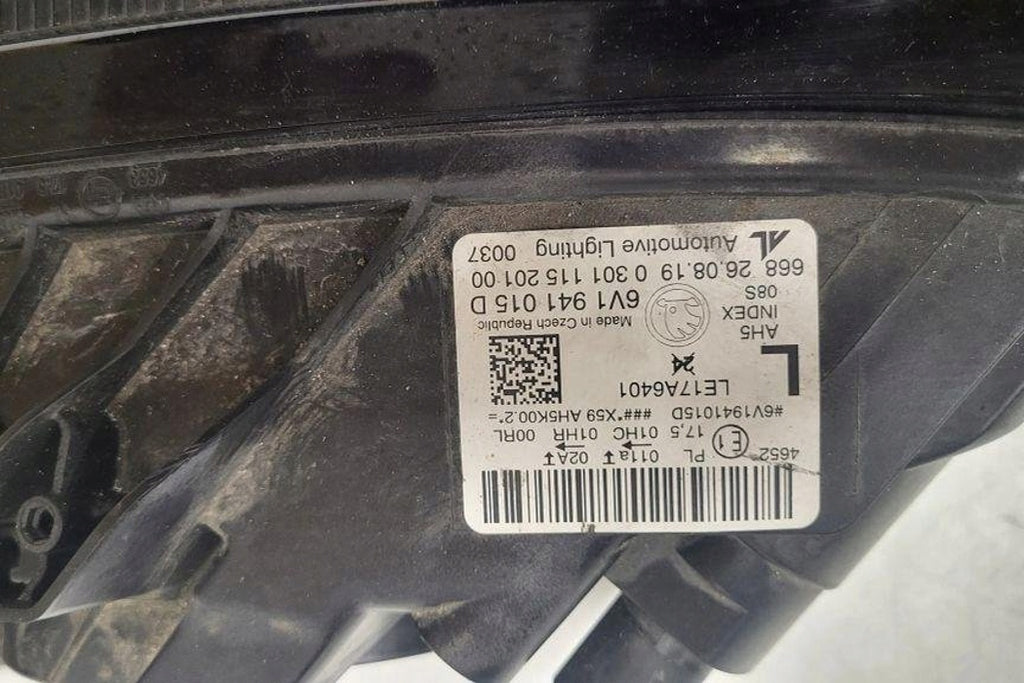 4652 E1 PL 011a 02A
17,5 01HC 01HR 00RL
#6V1941015D ###*X59 AH5K00.2*=
LE17A6401
24
L
AH5
INDEX
08S
Made in Czech Republic
6V1 941 015 D
668 26.08.19 0 301 115 201 00
AL Automotive Lighting 0037